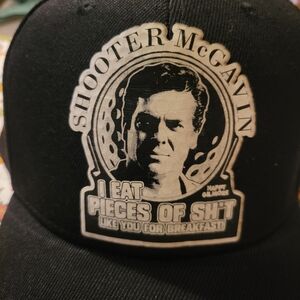 SHOOTER McGAVIN
I EAT
PIECES OF SH*T
LIKE YOU FOR BREAKFAST!